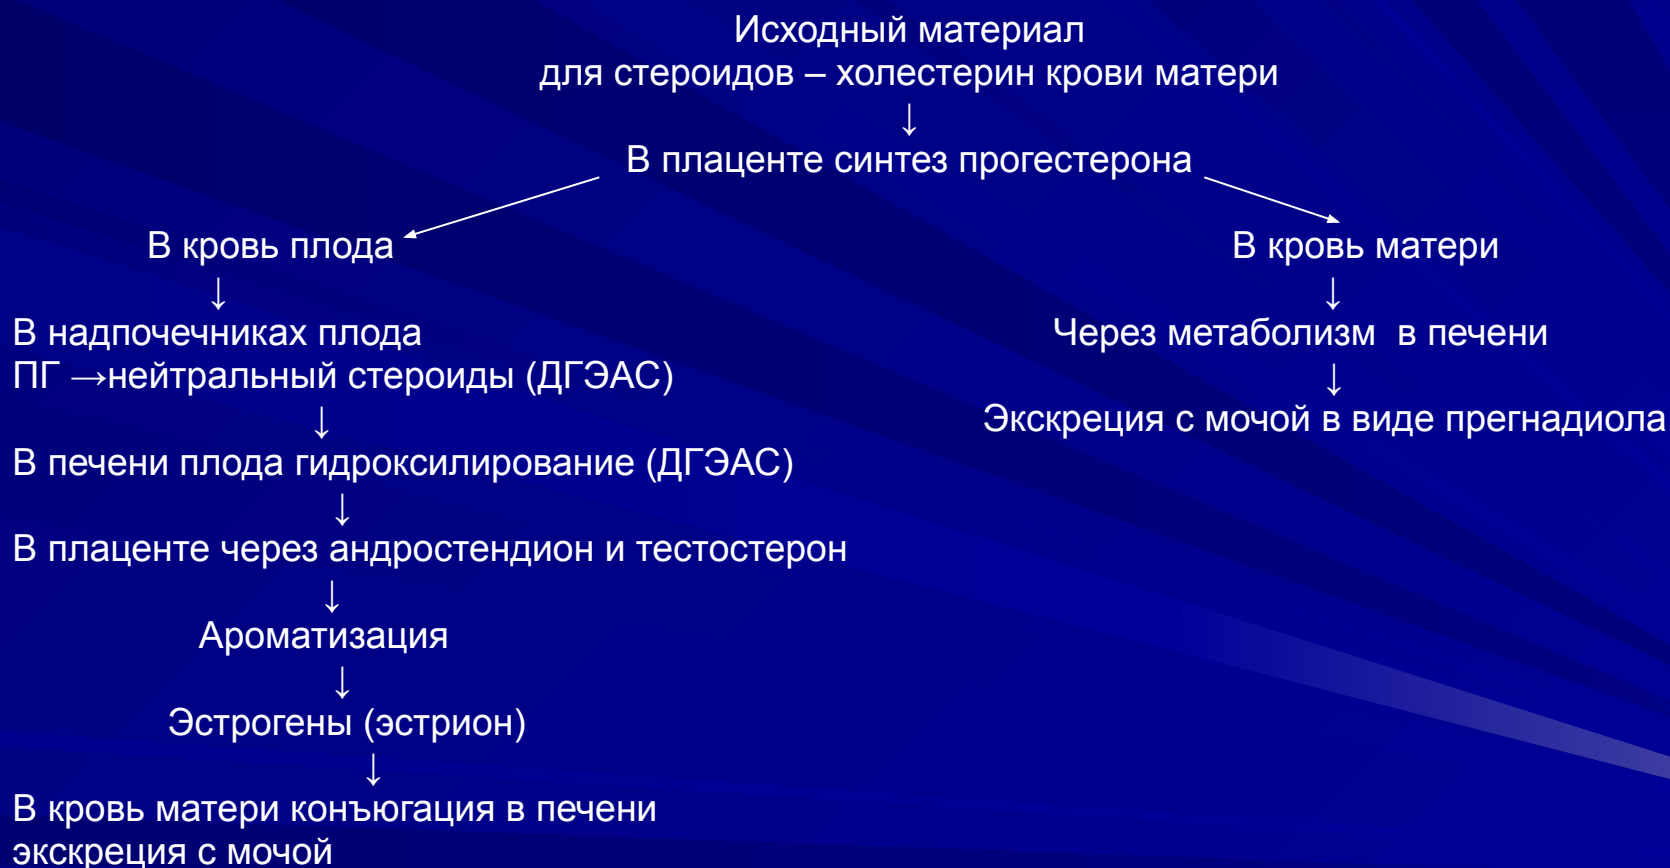 Исходный материал
для стероидов – холестерин крови матери
↓
В плаценте синтез прогестерона
В кровь плода
↓
В надпочечниках плода
ПГ →нейтральный стероиды (ДГЭАС)
↓
В печени плода гидроксилирование (ДГЭАС)
↓
В плаценте через андростендион и тестостерон
↓
Ароматизация
↓
Эстрогены (эстрион)
↓
В кровь матери конъюгация в печени
экскреция с мочой
В кровь матери
↓
Через метаболизм в печени
↓
Экскреция с мочой в виде прегнадиола